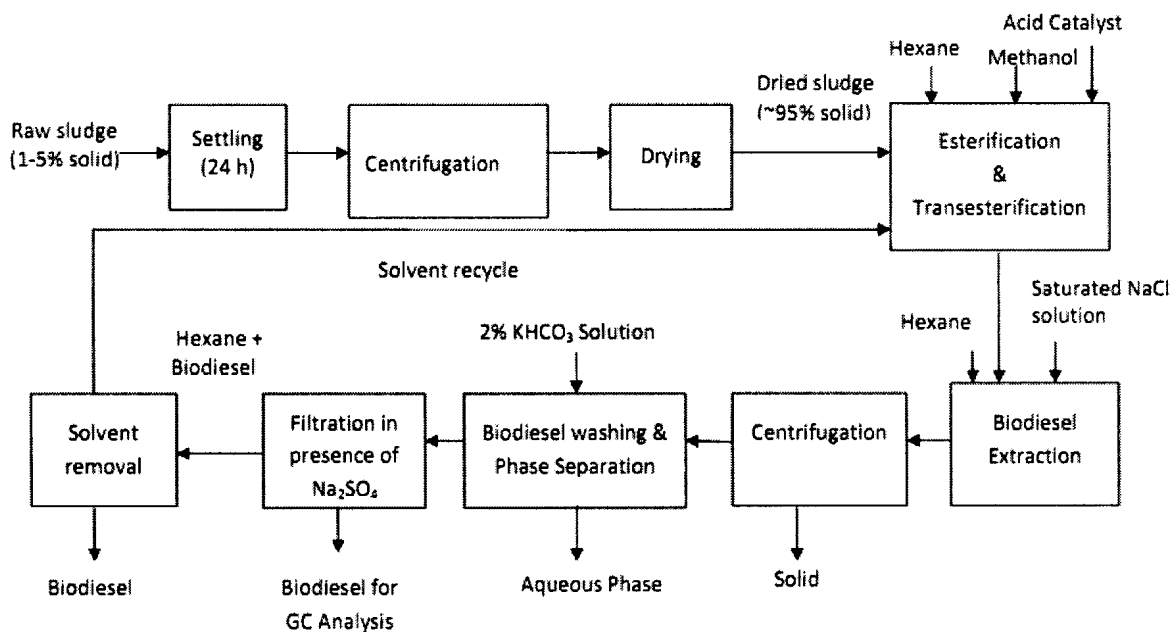 Acid Catalyst
Hexane
Methanol
Dried sludge
(~95% solid)
Raw sludge
(1-5% solid)
Settling
(24 h)
Centrifugation
Drying
Esterification
&
Transesterification
Solvent recycle
Saturated NaCl
solution
Hexane
2% KHCO₃ Solution
Hexane +
Biodiesel
Solvent
removal
Filtration in
presence of
Na₂SO₄
Biodiesel washing &
Phase Separation
Centrifugation
Biodiesel
Extraction
Biodiesel
Biodiesel for
GC Analysis
Aqueous Phase
Solid